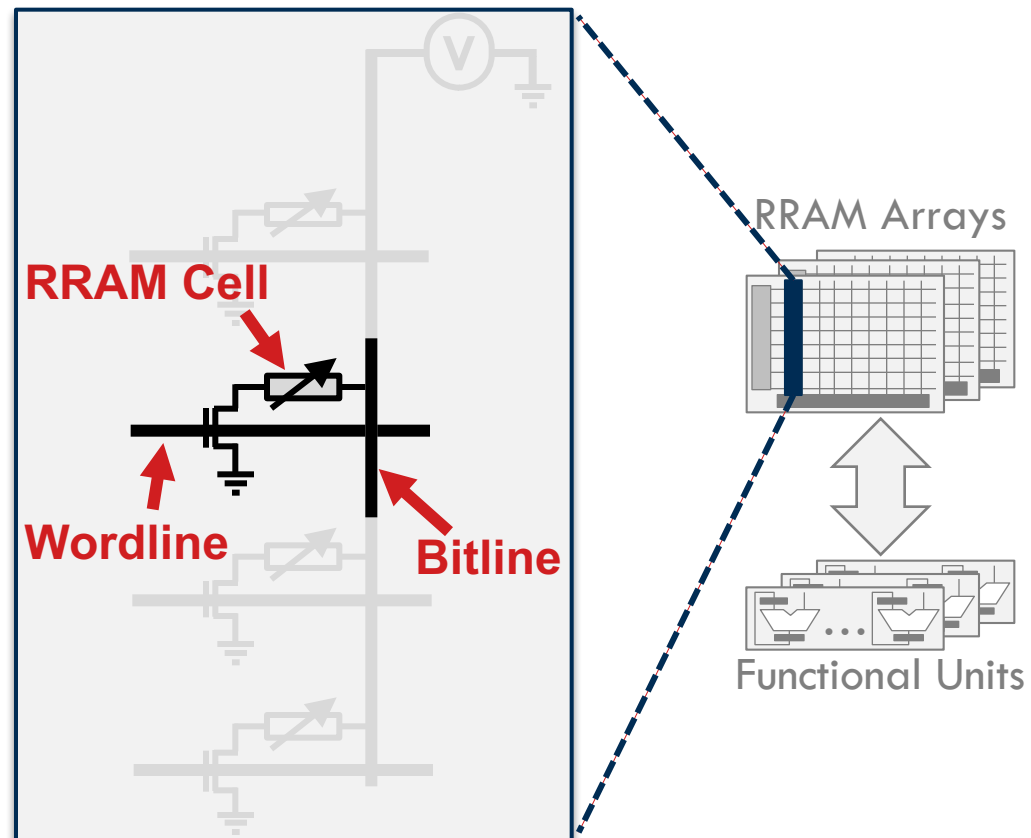 V
RRAM Arrays
RRAM Cell
Wordline
Bitline
Functional Units